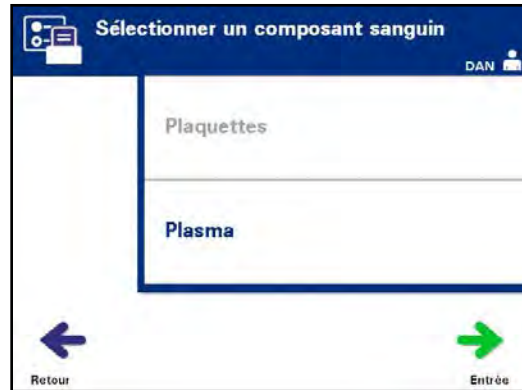 Sélectionner un composant sanguin
DAN
Plaquettes
Plasma
Retour
Entrée